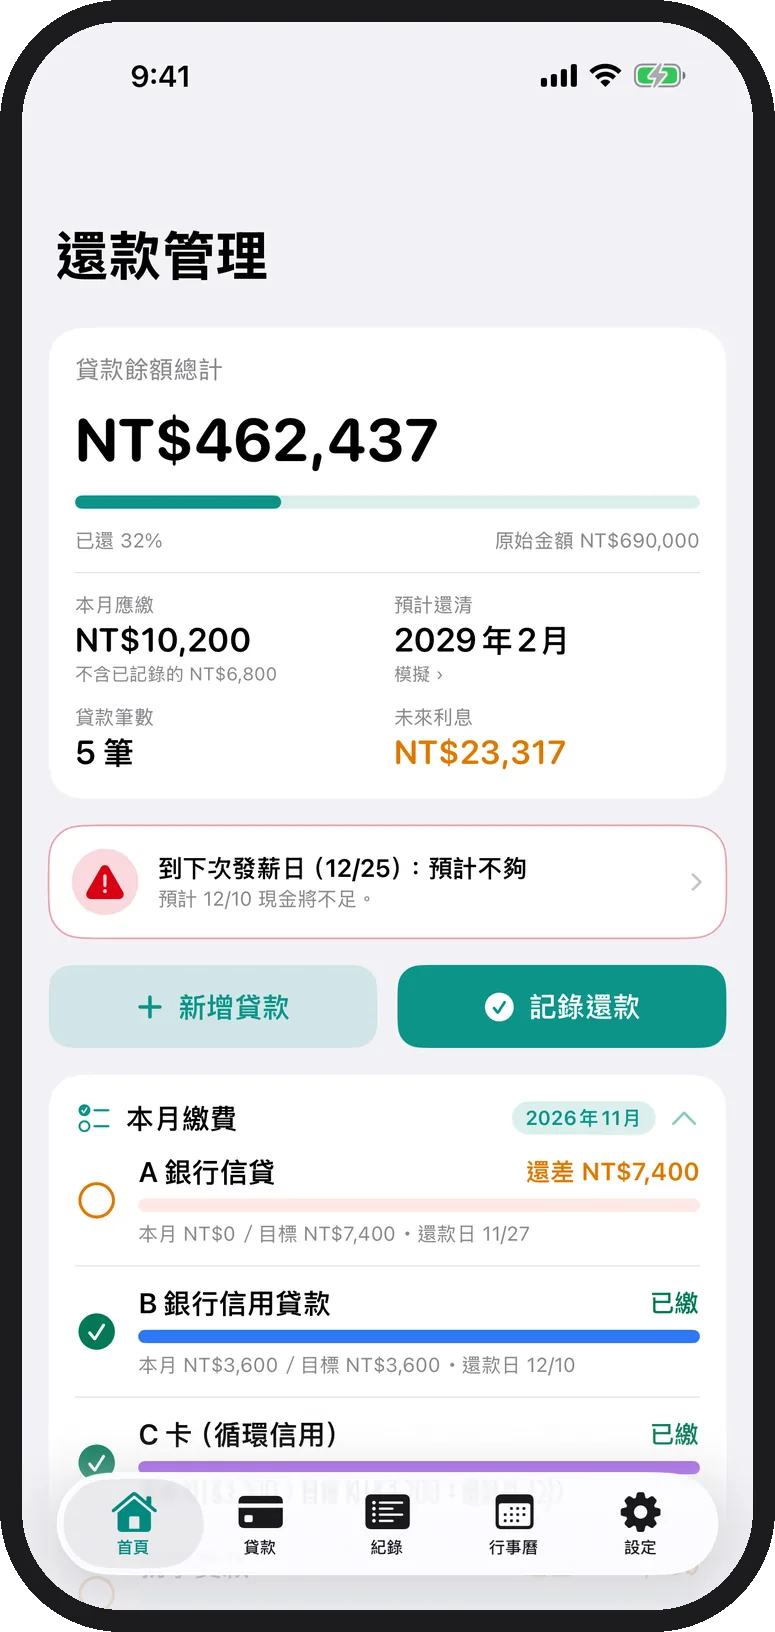 9:41
還款管理
貸款餘額總計
NT$462,437
已還 32%
原始金額 NT$690,000
本月應繳
預計還清
NT$10,200
2029年2月
不含已記錄的 NT$6,800
模擬 ›
貸款筆數
未來利息
5 筆
NT$23,317
到下次發薪日（12/25）：預計不夠
預計 12/10 現金將不足。
新增貸款
記錄還款
本月繳費
2026年11月
A 銀行信貸
還差 NT$7,400
本月 NT$0 / 目標 NT$7,400・還款日 11/27
B 銀行信用貸款
已繳
本月 NT$3,600 / 目標 NT$3,600・還款日 12/10
C 卡（循環信用）
已繳
首頁
貸款
紀錄
行事曆
設定